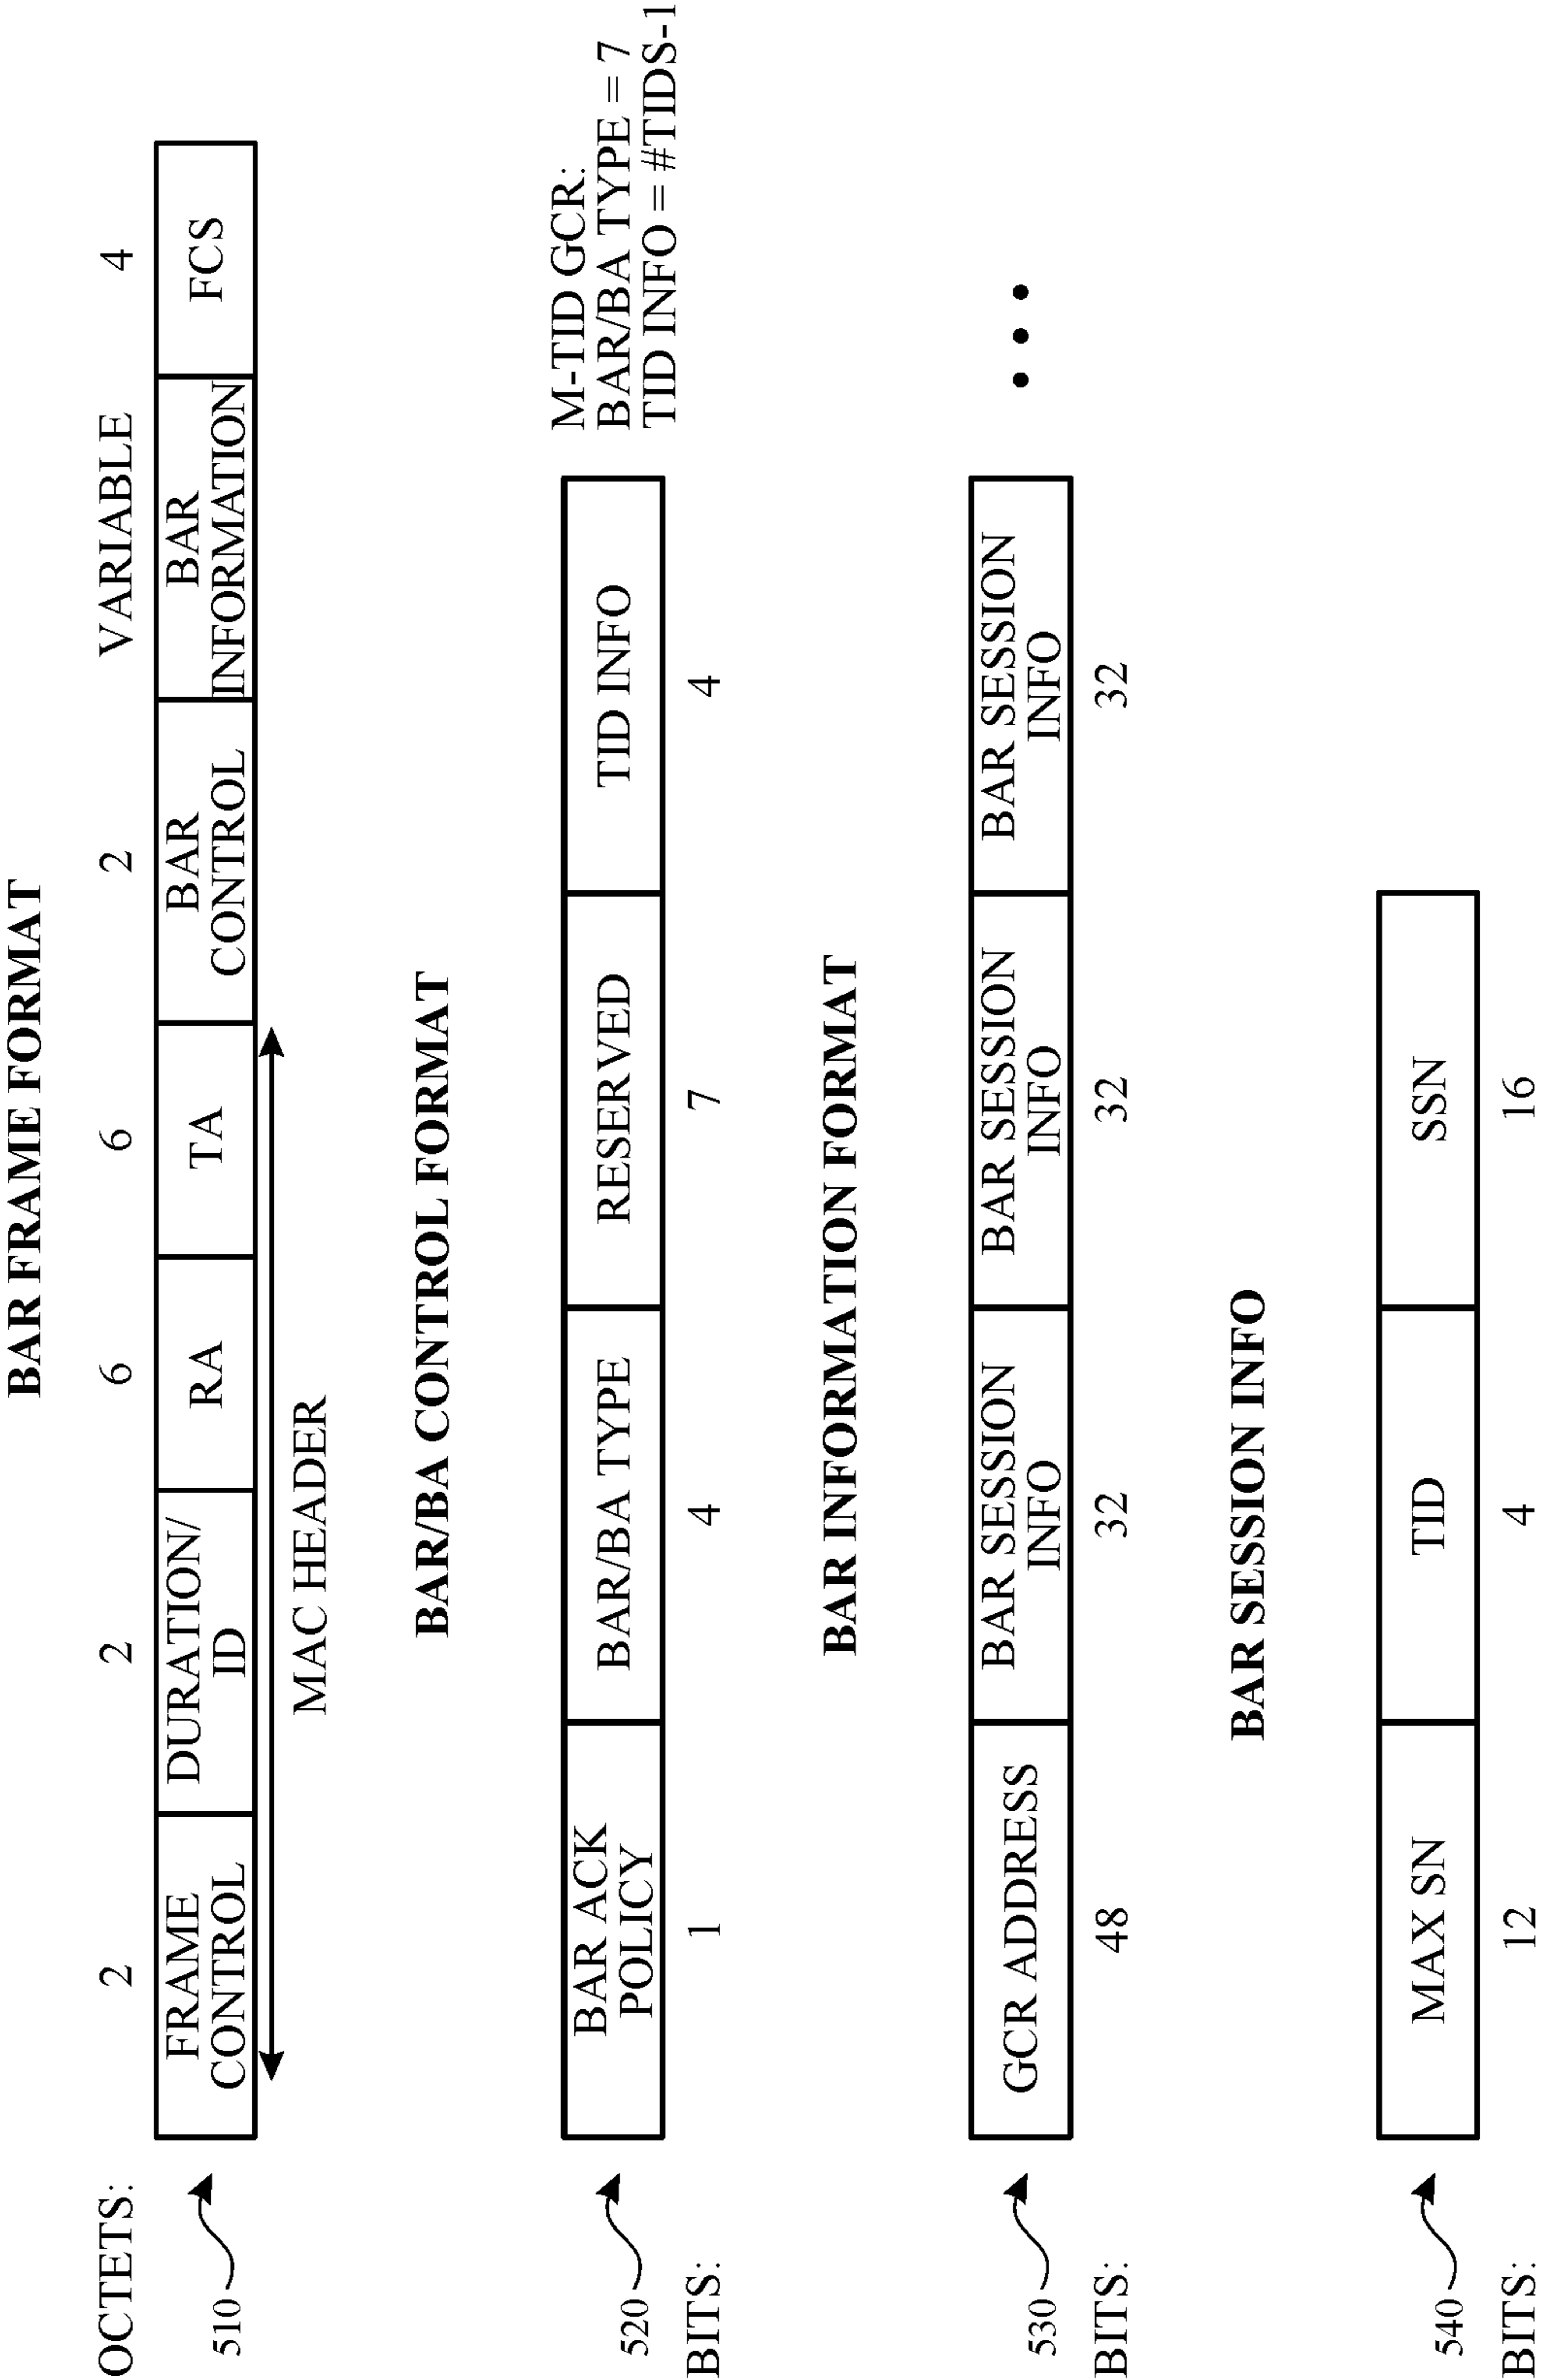 BAR FRAME FORMAT
OCTETS: 2 2 6 6 2 VARIABLE 4
510
FRAME
CONTROL
DURATION/
ID
RA
TA
BAR
CONTROL
BAR
INFORMATION
FCS
MAC HEADER
BAR/BA CONTROL FORMAT
M-TID GCR:
BAR/BA TYPE = 7
TID INFO = #TIDS-1
520
BAR ACK
POLICY
BAR/BA TYPE
RESERVED
TID INFO
BITS: 1 4 7 4
BAR INFORMATION FORMAT
530
GCR ADDRESS
BAR SESSION
INFO
BAR SESSION
INFO
BAR SESSION
INFO
• • •
BITS: 48 32 32 32
BAR SESSION INFO
540
MAX SN
TID
SSN
BITS: 12 4 16